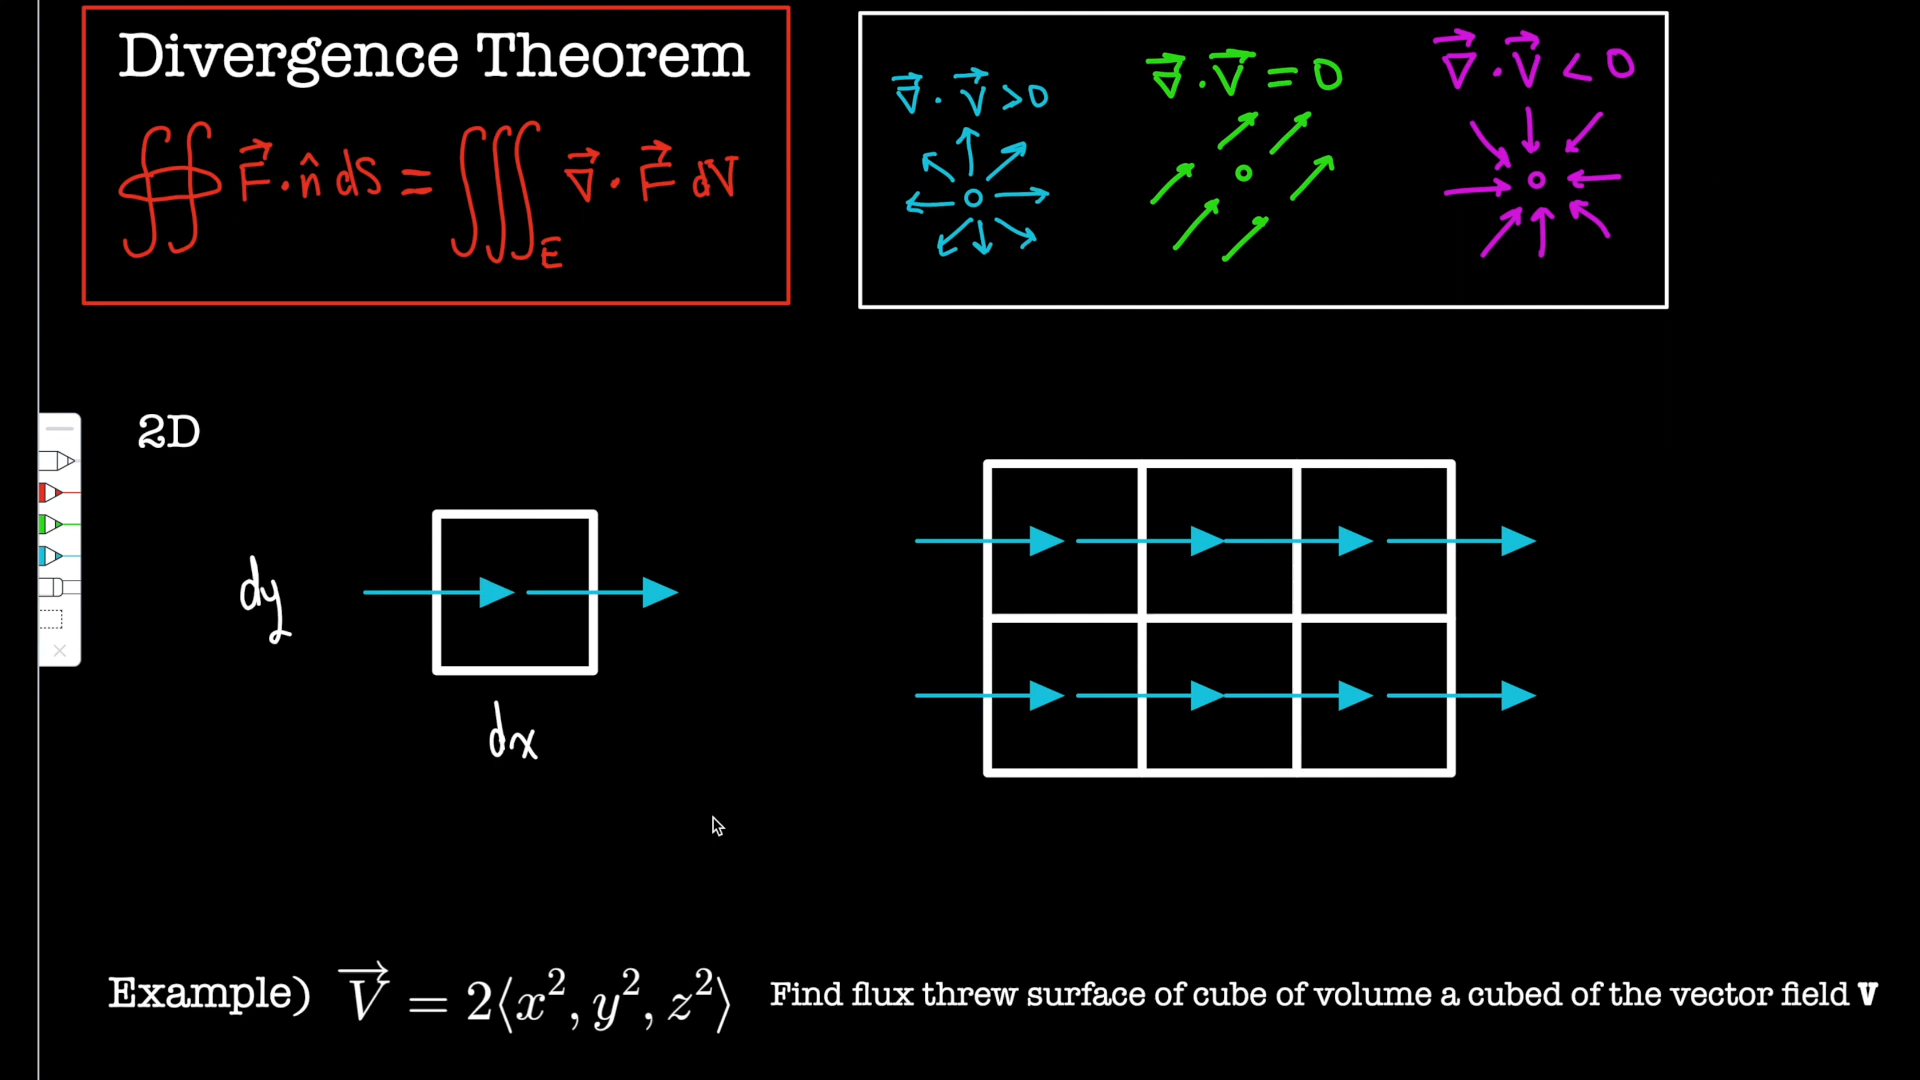 Divergence Theorem
∯ F⃗ · n̂ dS = ∭_E ∇⃗ · F⃗ dV
∇⃗ · V⃗ > 0
∇⃗ · V⃗ = 0
∇⃗ · V⃗ < 0
2D
dy
dx
Example) V⃗ = 2⟨x², y², z²⟩ Find flux threw surface of cube of volume a cubed of the vector field V